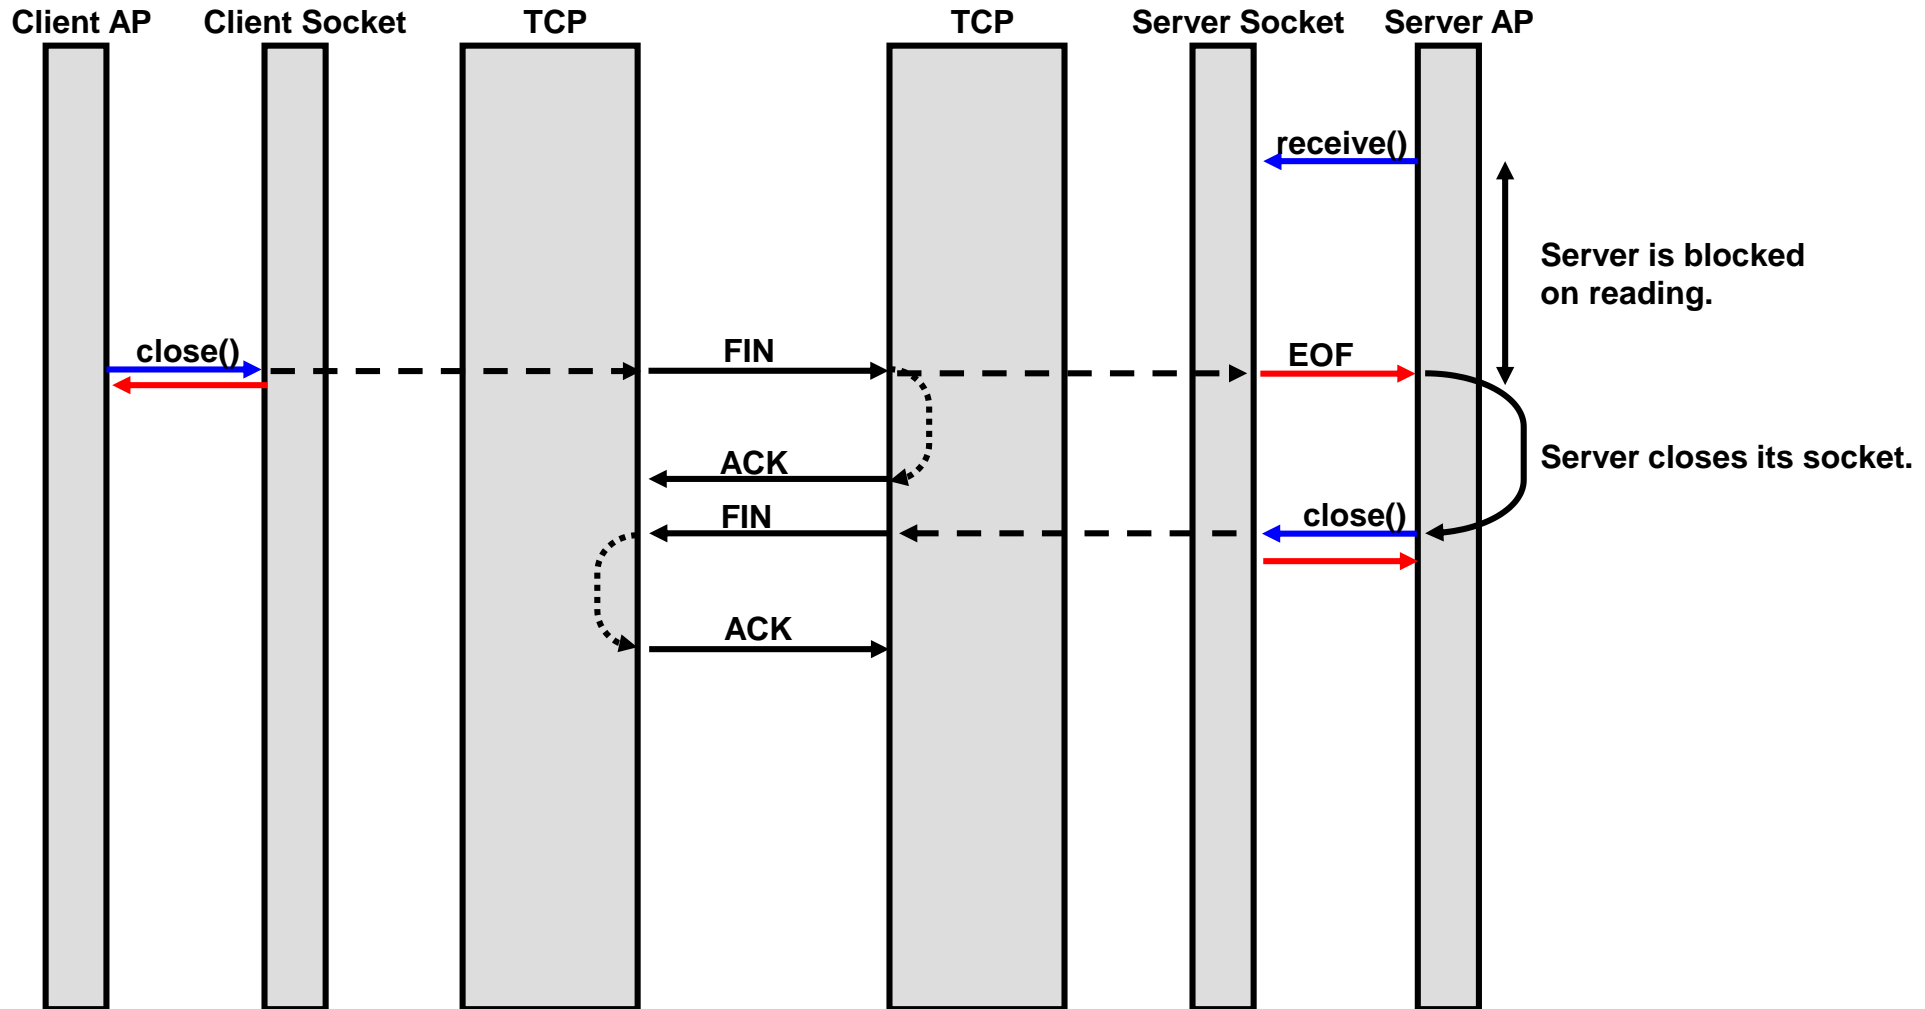 Client AP
Client Socket
TCP
TCP
Server Socket
Server AP
receive()
Server is blocked
on reading.
close()
FIN
EOF
ACK
Server closes its socket.
FIN
close()
ACK